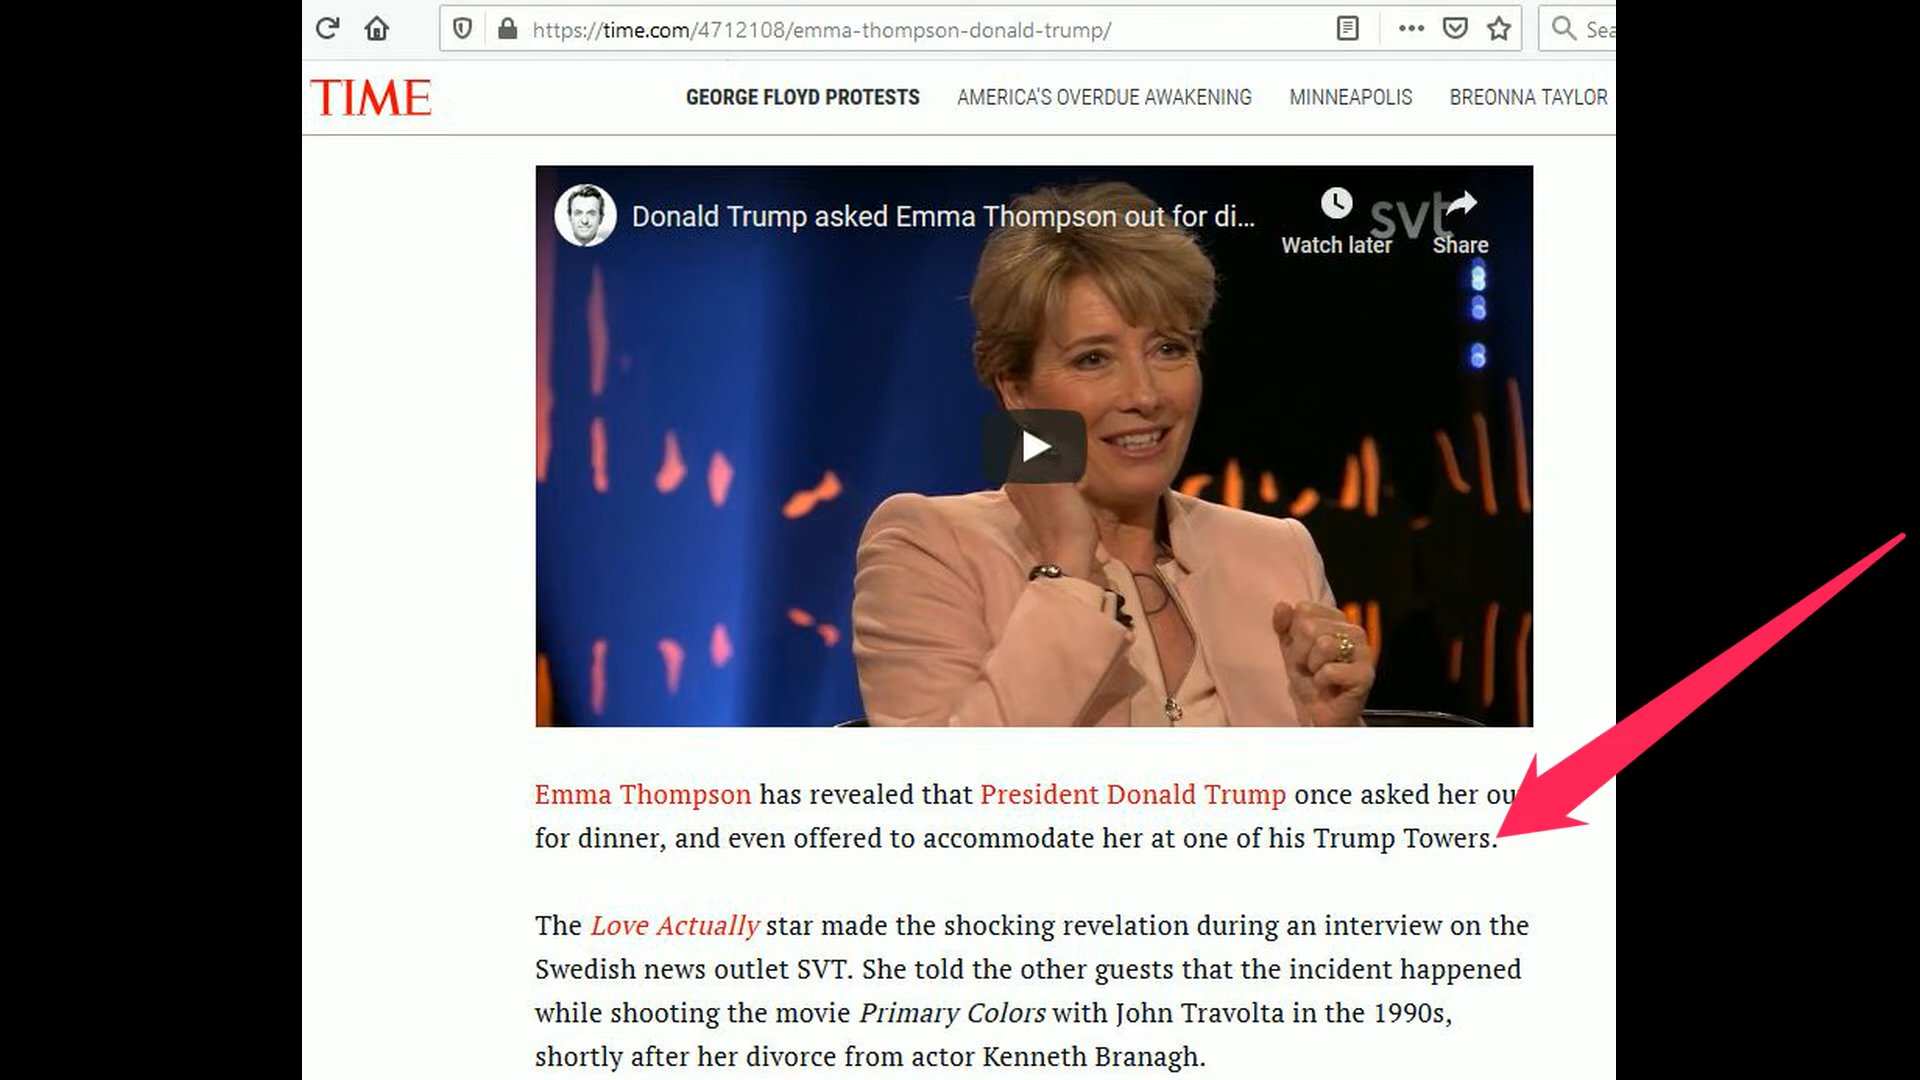 https://time.com/4712108/emma-thompson-donald-trump/
Sea
TIME
GEORGE FLOYD PROTESTS
AMERICA'S OVERDUE AWAKENING
MINNEAPOLIS
BREONNA TAYLOR
Donald Trump asked Emma Thompson out for di...
svt
Watch later
Share
Emma Thompson has revealed that President Donald Trump once asked her ou
for dinner, and even offered to accommodate her at one of his Trump Towers.
The Love Actually star made the shocking revelation during an interview on the
Swedish news outlet SVT. She told the other guests that the incident happened
while shooting the movie Primary Colors with John Travolta in the 1990s,
shortly after her divorce from actor Kenneth Branagh.